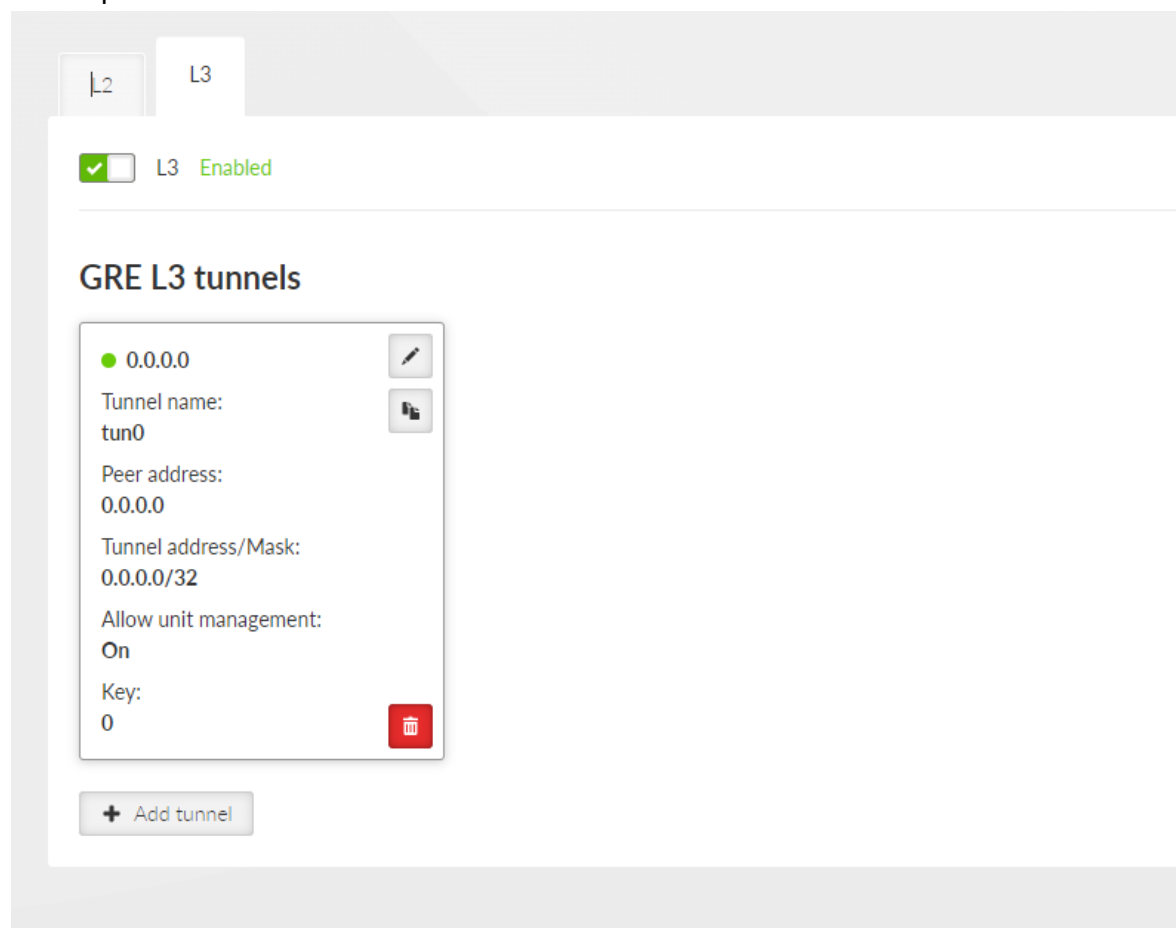 L2
L3
L3 Enabled
GRE L3 tunnels
0.0.0.0
Tunnel name:
tun0
Peer address:
0.0.0.0
Tunnel address/Mask:
0.0.0.0/32
Allow unit management:
On
Key:
0
Add tunnel